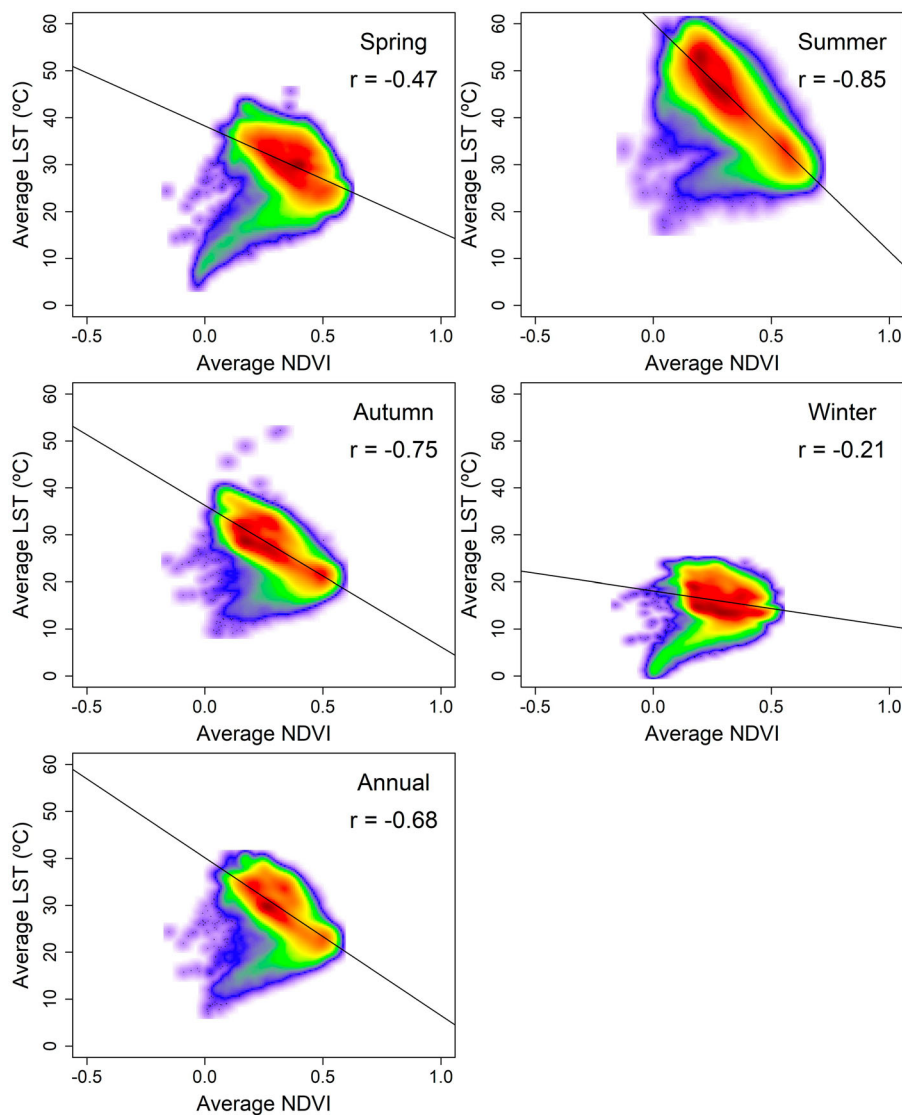 Spring
r = -0.47
Average LST (ºC)
0 10 20 30 40 50 60
-0.5 0.0 0.5 1.0
Average NDVI
Summer
r = -0.85
Average LST (ºC)
0 10 20 30 40 50 60
-0.5 0.0 0.5 1.0
Average NDVI
Autumn
r = -0.75
Average LST (ºC)
0 10 20 30 40 50 60
-0.5 0.0 0.5 1.0
Average NDVI
Winter
r = -0.21
Average LST (ºC)
0 10 20 30 40 50 60
-0.5 0.0 0.5 1.0
Average NDVI
Annual
r = -0.68
Average LST (ºC)
0 10 20 30 40 50 60
-0.5 0.0 0.5 1.0
Average NDVI